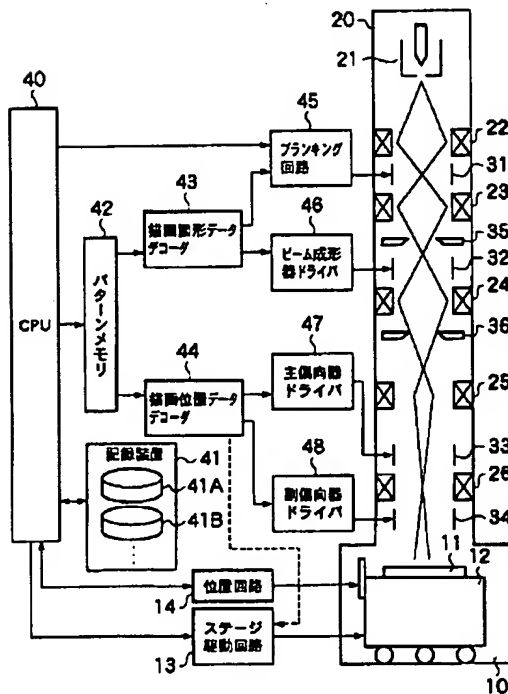 20
21
40
45
ブランキング
回路
22
31
43
42
描画図形データ
デコーダ
46
23
35
ビーム成形
器ドライバ
32
24
CPU
パターンメモリ
44
47
36
描画位置データ
デコーダ
主偏向器
ドライバ
25
記録装置
41
48
33
41A
副偏向器
ドライバ
26
41B
34
11
12
位置回路
14
ステージ
駆動回路
13
10